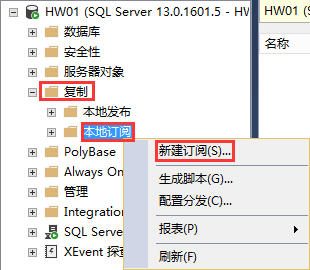 HW01 (SQL Server 13.0.1601.5 - HW
HW01 (S
数据库
名称
安全性
服务器对象
复制
本地发布
本地订阅
新建订阅(S)...
PolyBase
生成脚本(G)...
Always On
配置分发(C)...
管理
Integration
报表(P)
SQL Server
XEvent 探查
刷新(F)